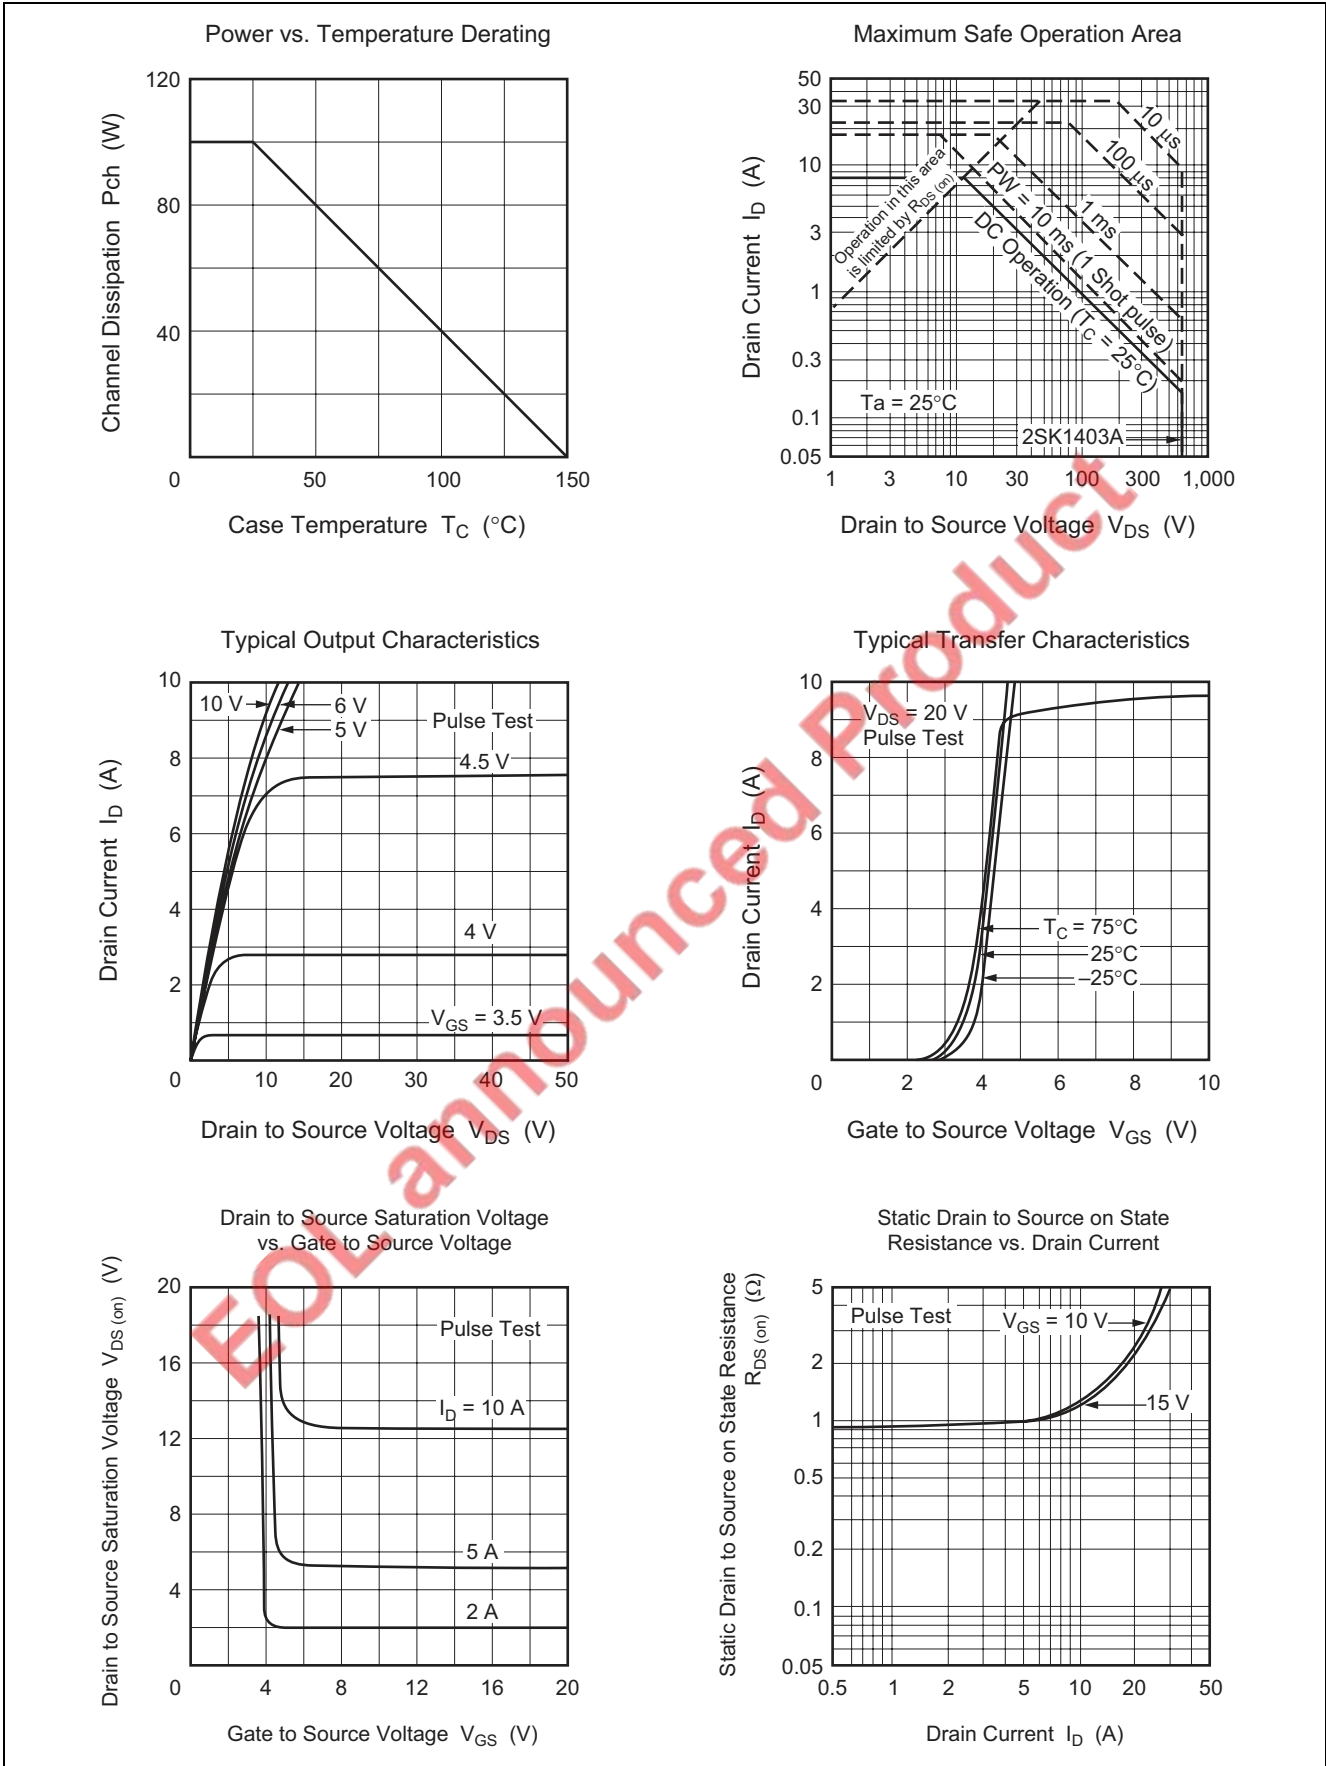 Power vs. Temperature Derating
120
80
40
0
50
100
150
Channel Dissipation Pch (W)
Case Temperature TC (°C)
Maximum Safe Operation Area
50
30
10
3
1
0.3
0.1
0.05
1
3
10
30
100
300
1,000
Drain Current ID (A)
Drain to Source Voltage VDS (V)
Operation in this area
is limited by RDS (on)
10 μs
100 μs
1 ms
PW = 10 ms (1 Shot pulse)
DC Operation (TC = 25°C)
Ta = 25°C
2SK1403A
Typical Output Characteristics
10
8
6
4
2
0
10
20
30
40
50
Drain Current ID (A)
Drain to Source Voltage VDS (V)
10 V
6 V
5 V
Pulse Test
4.5 V
4 V
VGS = 3.5 V
Typical Transfer Characteristics
10
8
6
4
2
0
2
4
6
8
10
Drain Current ID (A)
Gate to Source Voltage VGS (V)
VDS = 20 V
Pulse Test
TC = 75°C
25°C
–25°C
Drain to Source Saturation Voltage
vs. Gate to Source Voltage
20
16
12
8
4
0
4
8
12
16
20
Drain to Source Saturation Voltage VDS (on) (V)
Gate to Source Voltage VGS (V)
Pulse Test
ID = 10 A
5 A
2 A
Static Drain to Source on State
Resistance vs. Drain Current
5
2
1
0.5
0.2
0.1
0.05
0.5
1
2
5
10
20
50
Static Drain to Source on State Resistance
RDS (on) (Ω)
Drain Current ID (A)
Pulse Test
VGS = 10 V
15 V
EOL announced Product